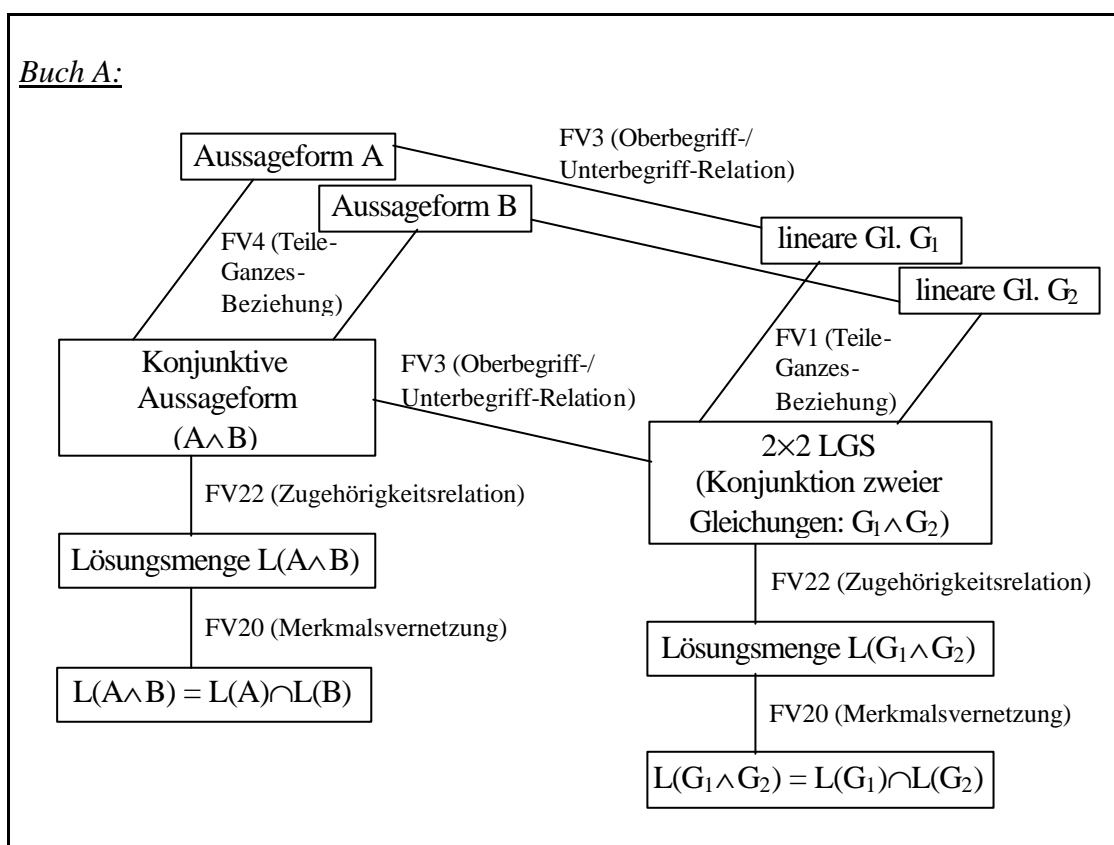 Buch A:
Aussageform A
FV3 (Oberbegriff-/
Unterbegriff-Relation)
Aussageform B
lineare Gl. G₁
FV4 (Teile-
Ganzes-
Beziehung)
lineare Gl. G₂
FV1 (Teile-
Ganzes-
Beziehung)
Konjunktive
Aussageform
(A∧B)
FV3 (Oberbegriff-/
Unterbegriff-Relation)
2×2 LGS
(Konjunktion zweier
Gleichungen: G₁∧G₂)
FV22 (Zugehörigkeitsrelation)
Lösungsmenge L(A∧B)
FV22 (Zugehörigkeitsrelation)
FV20 (Merkmalsvernetzung)
Lösungsmenge L(G₁∧G₂)
L(A∧B) = L(A)∩L(B)
FV20 (Merkmalsvernetzung)
L(G₁∧G₂) = L(G₁)∩L(G₂)